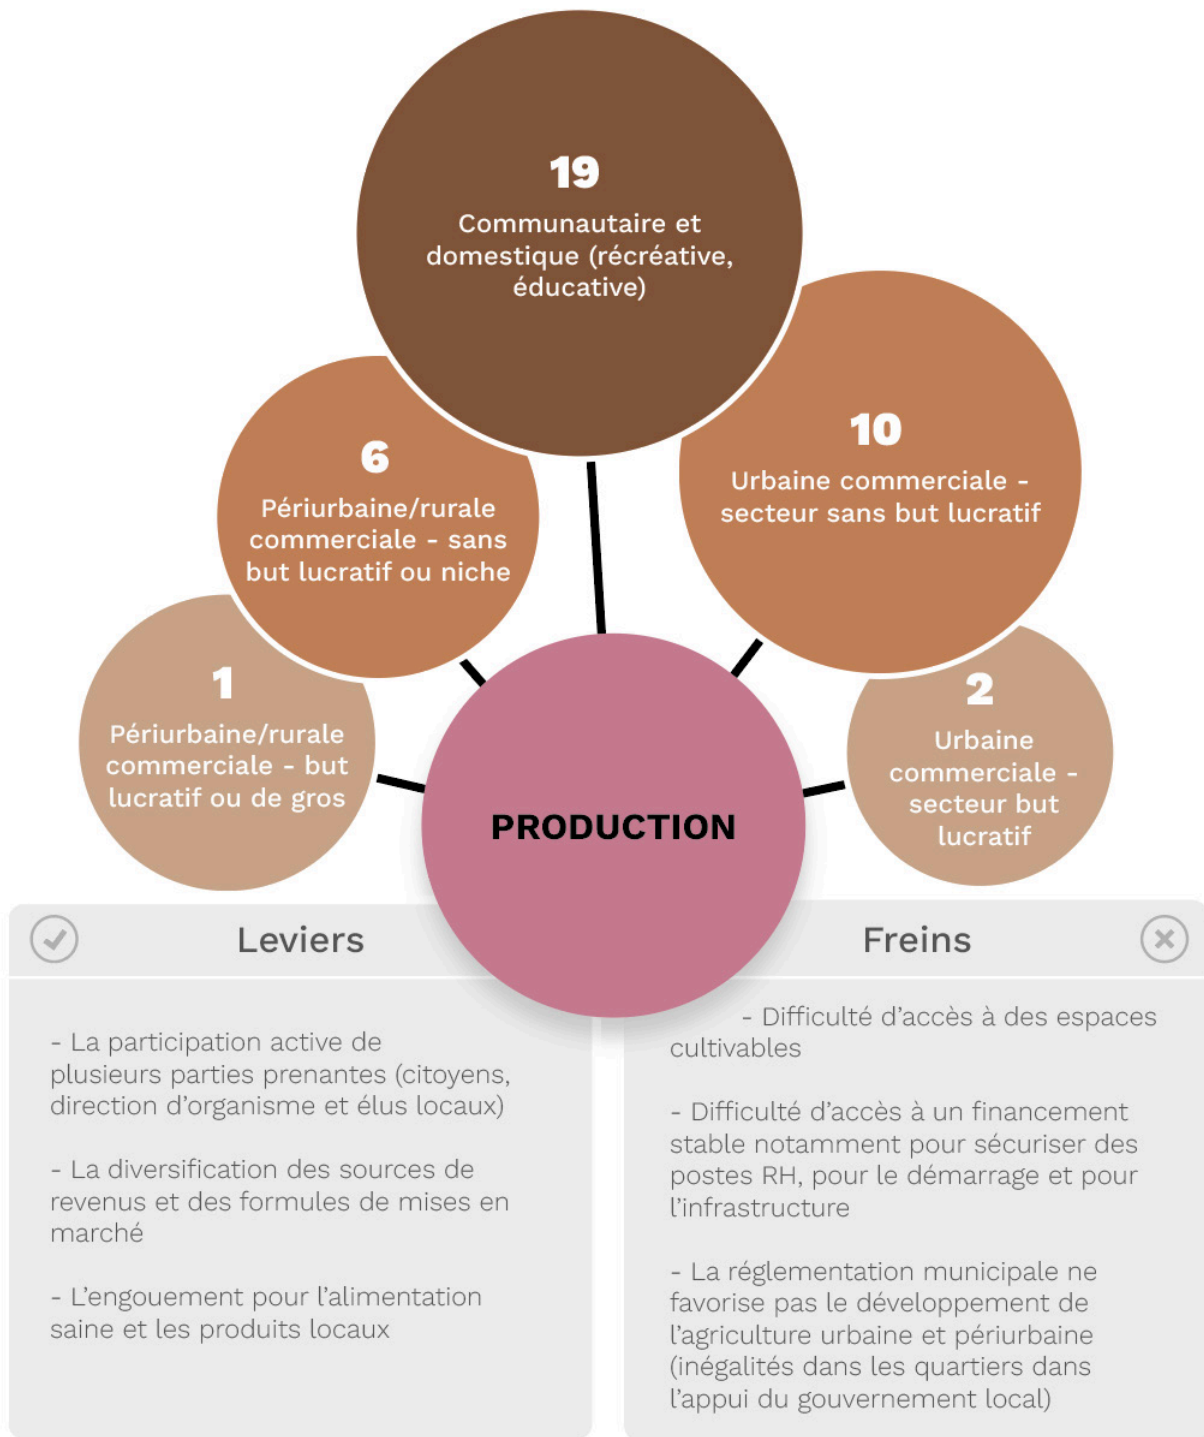 19
Communautaire et
domestique (récréative,
éducative)
10
Urbaine commerciale -
secteur sans but lucratif
6
Périurbaine/rurale
commerciale - sans
but lucratif ou niche
1
Périurbaine/rurale
commerciale - but
lucratif ou de gros
2
Urbaine
commerciale -
secteur but
lucratif
PRODUCTION
Leviers
- La participation active de
plusieurs parties prenantes (citoyens,
direction d’organisme et élus locaux)
- La diversification des sources de
revenus et des formules de mises en
marché
- L’engouement pour l’alimentation
saine et les produits locaux
Freins
- Difficulté d’accès à des espaces
cultivables
- Difficulté d’accès à un financement
stable notamment pour sécuriser des
postes RH, pour le démarrage et pour
l’infrastructure
- La réglementation municipale ne
favorise pas le développement de
l’agriculture urbaine et périurbaine
(inégalités dans les quartiers dans
l’appui du gouvernement local)